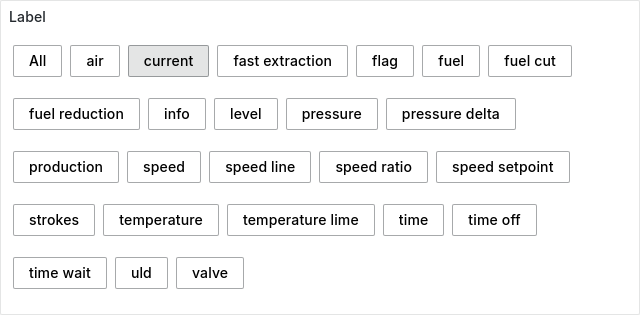 Label
All air current fast extraction flag fuel fuel cut
fuel reduction info level pressure pressure delta
production speed speed line speed ratio speed setpoint
strokes temperature temperature lime time time off
time wait uld valve